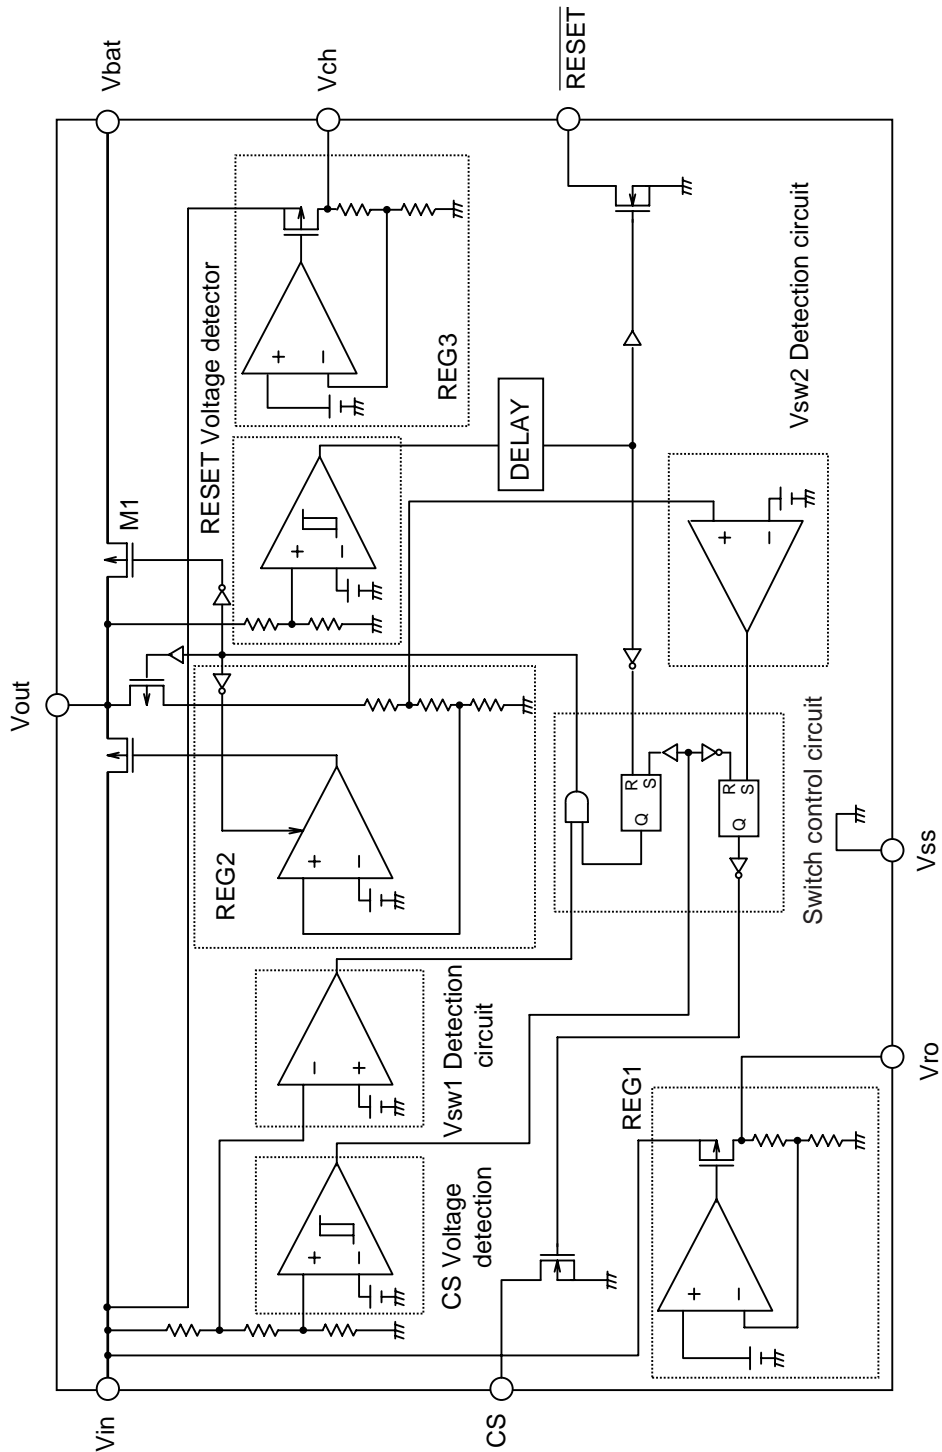 Vin
Vout
Vbat
M1
RESET Voltage detector
Vch
REG3
+
−
+
−
REG2
+
−
Vsw1 Detection
circuit
−
+
CS Voltage
detection
+
−
CS
RESET
DELAY
Vsw2 Detection circuit
+
−
Switch control circuit
R
S
Q
R
S
Q
REG1
+
−
Vro
Vss